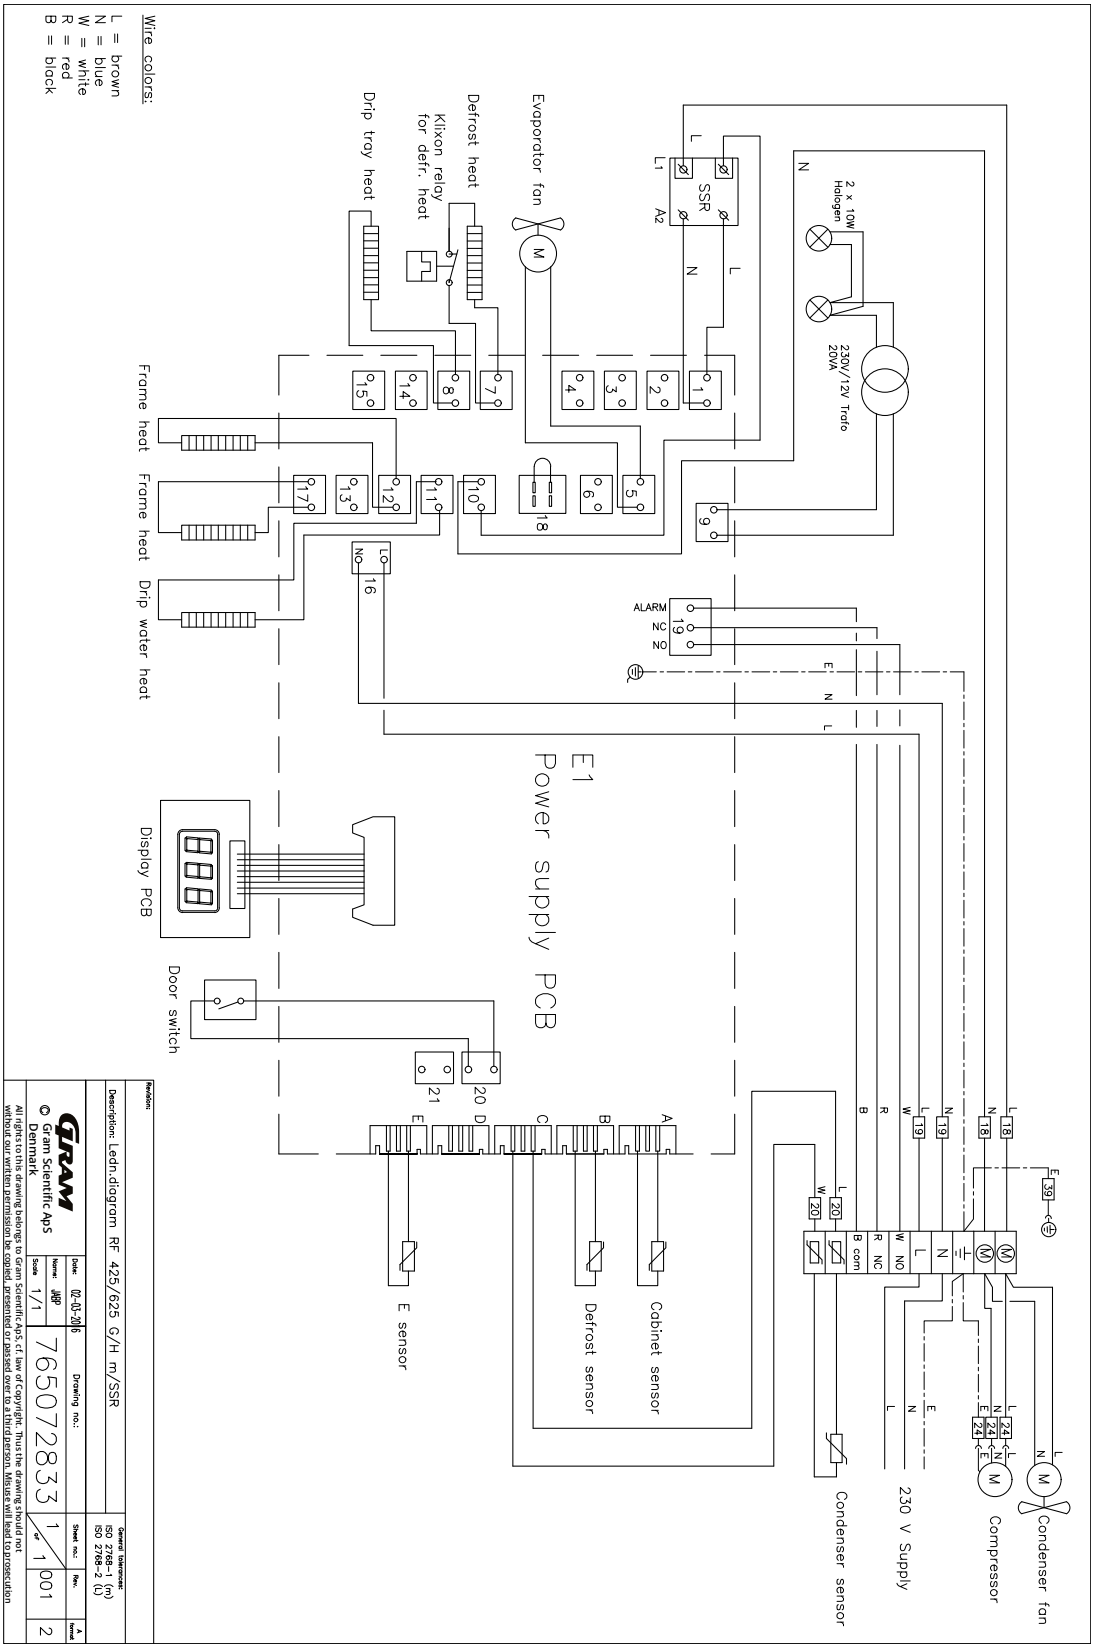 Wire colors:
L = brown
N = blue
W = white
R = red
B = black
L
N
L1
SSR
A2
L
N
2 x 10W
Halogen
230V/12V Trafo
20VA
Evaporator fan
M
Defrost heat
Klixon relay
for defr. heat
Drip tray heat
1
2
3
4
7
8
14
15
9
5
6
18
10
11
12
13
17
Frame heat
Frame heat
Drip water heat
L
N
16
ALARM
NC
NO
19
E
N
L
E1
Power supply PCB
Display PCB
Door switch
20
21
A
B
C
D
E
Cabinet sensor
Defrost sensor
E sensor
L
18
N
18
N
19
L
19
W
R
B
E
39
L
20
W
20
M
M
N
L
W NO
R NC
B com
L
N
E
L
N
M
Condenser fan
L
N
E
24
24
24
L
N
E
M
Compressor
230 V Supply
Condenser sensor
Revision:
Description: Ledn.diagram RF 425/625 G/H m/SSR
General tolerances:
ISO 2768-1 (m)
ISO 2768-2 (L)
GRAM
© Gram Scientific ApS
Denmark
Date: 02-03-2016
Name: JABP
Scale 1/1
Drawing no.:
765072833
Sheet no.:
1 OF 1
Rev.
001
A format
2
All rights to this drawing belongs to Gram Scientific ApS, cf. law of Copyright. Thus the drawing should not
without our written permission be copied, presented or passed over to a third person. Misuse will lead to prosecution